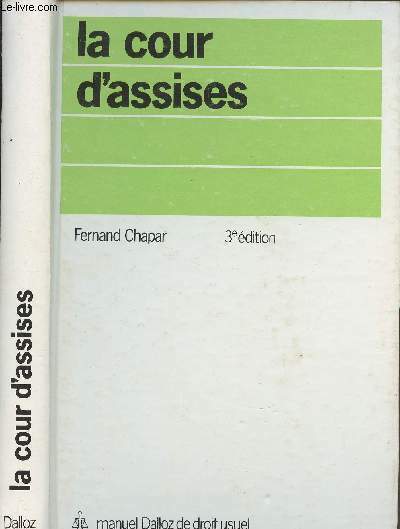 le-livre.com
la cour
d'assises
Fernand Chapar
3e édition
la cour d'assises
Dalloz
manuel Dalloz de droit usuel